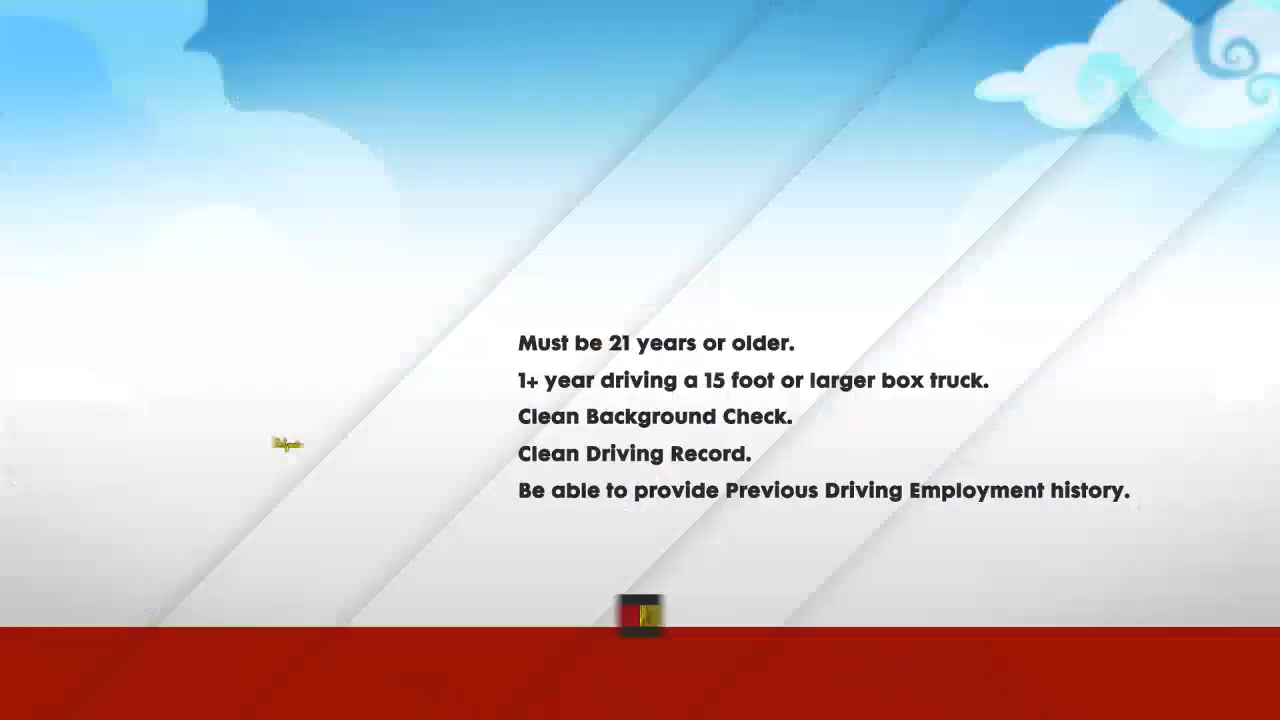 Must be 21 years or older.
1+ year driving a 15 foot or larger box truck.
Clean Background Check.
Clean Driving Record.
Be able to provide Previous Driving Employment history.